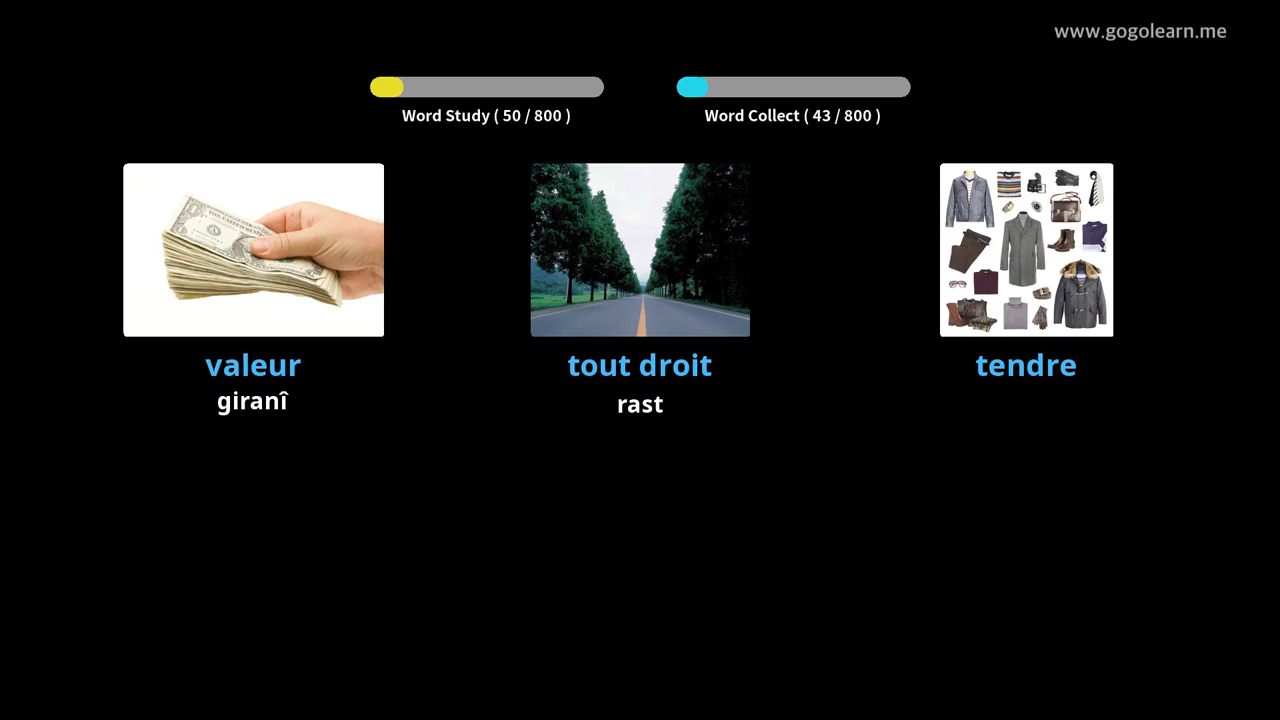 www.gogolearn.me
Word Study ( 50 / 800 )
Word Collect ( 43 / 800 )
valeur
giranî
tout droit
rast
tendre